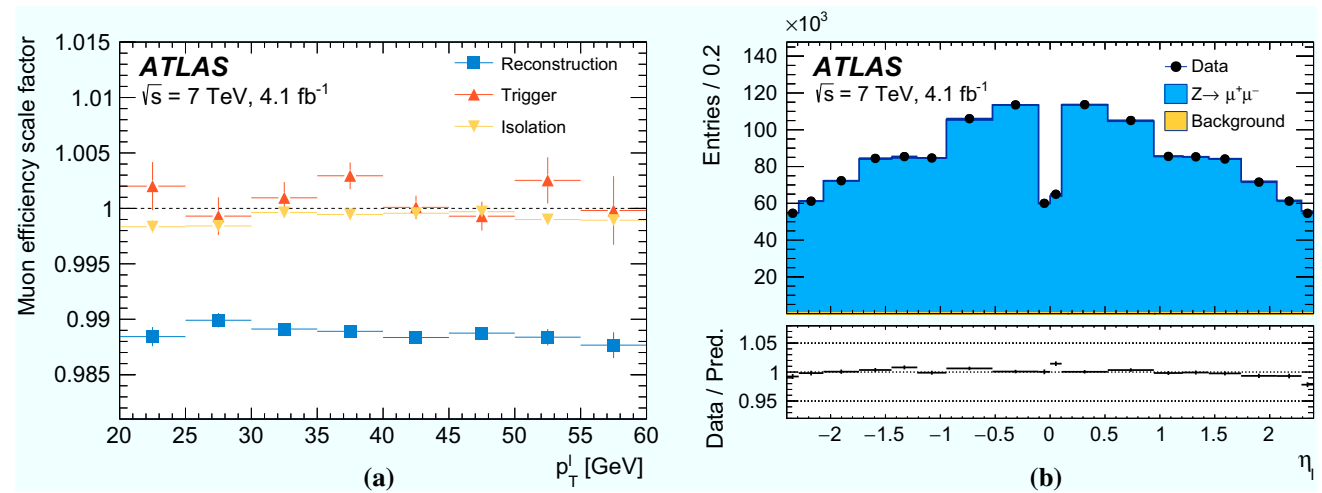 Muon efficiency scale factor
1.015
1.01
1.005
1
0.995
0.99
0.985
ATLAS
√s = 7 TeV, 4.1 fb⁻¹
Reconstruction
Trigger
Isolation
20 25 30 35 40 45 50 55 60
p_T^l [GeV]
(a)
×10³
Entries / 0.2
140
120
100
80
60
40
20
ATLAS
√s = 7 TeV, 4.1 fb⁻¹
Data
Z→ μ⁺μ⁻
Background
Data / Pred.
1.05
1
0.95
−2 −1.5 −1 −0.5 0 0.5 1 1.5 2
η_l
(b)